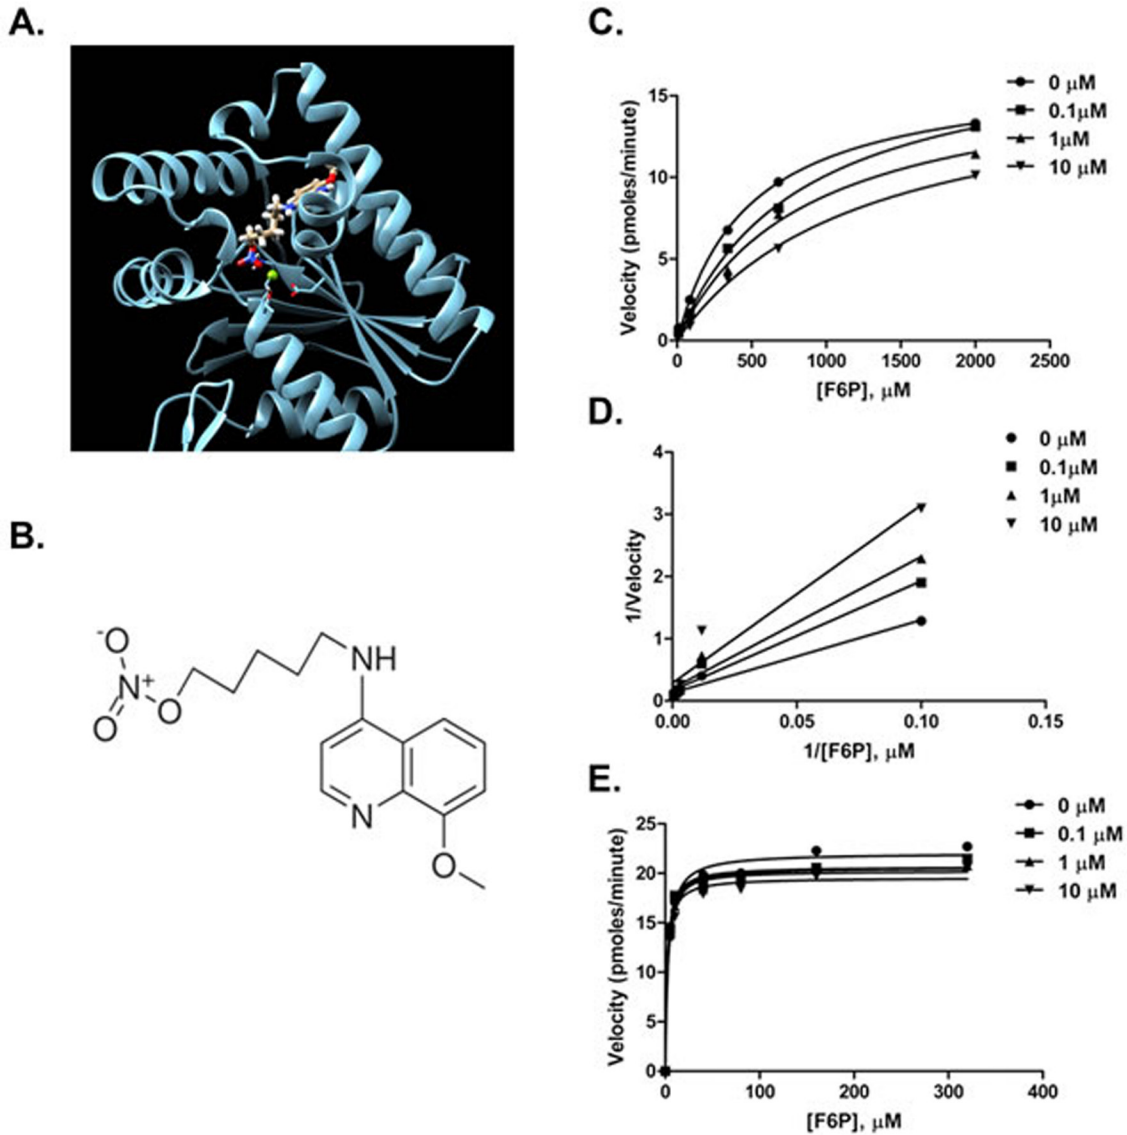 A.
C.
Velocity (pmoles/minute)
15
10
5
0
0 500 1000 1500 2000 2500
[F6P], μM
0 μM
0.1μM
1μM
10 μM
D.
1/Velocity
4
3
2
1
0
0.00 0.05 0.10 0.15
1/[F6P], μM
0 μM
0.1μM
1μM
10 μM
B.
-O
N+
O
O
NH
N
O
E.
Velocity (pmoles/minute)
25
20
15
10
5
0
0 100 200 300 400
[F6P], μM
0 μM
0.1 μM
1 μM
10 μM